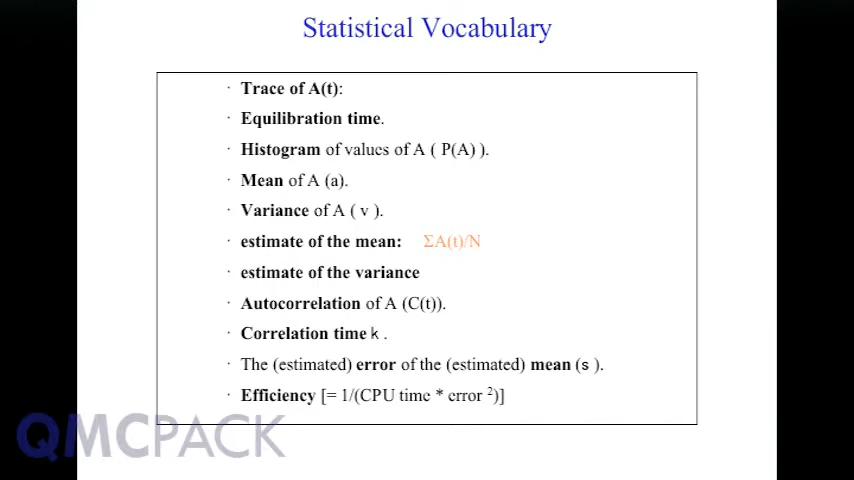 Statistical Vocabulary
· Trace of A(t):
· Equilibration time.
· Histogram of values of A ( P(A) ).
· Mean of A (a).
· Variance of A ( v ).
· estimate of the mean: ΣA(t)/N
· estimate of the variance
· Autocorrelation of A (C(t)).
· Correlation time k .
· The (estimated) error of the (estimated) mean (s ).
· Efficiency [= 1/(CPU time * error ²)]
QMCPACK